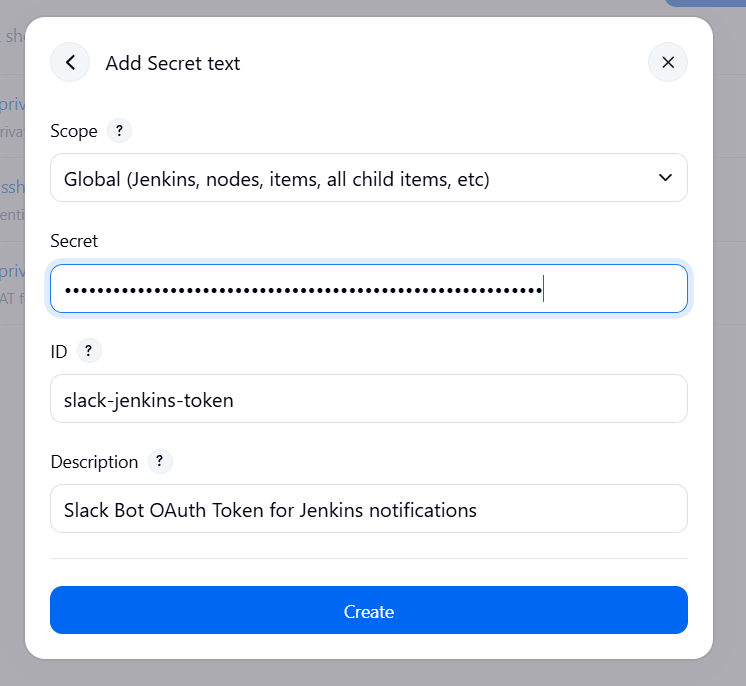 Add Secret text
Scope ?
Global (Jenkins, nodes, items, all child items, etc)
Secret
••••••••••••••••••••••••••••••••••••••••••••••••••••••••••
ID ?
slack-jenkins-token
Description ?
Slack Bot OAuth Token for Jenkins notifications
Create